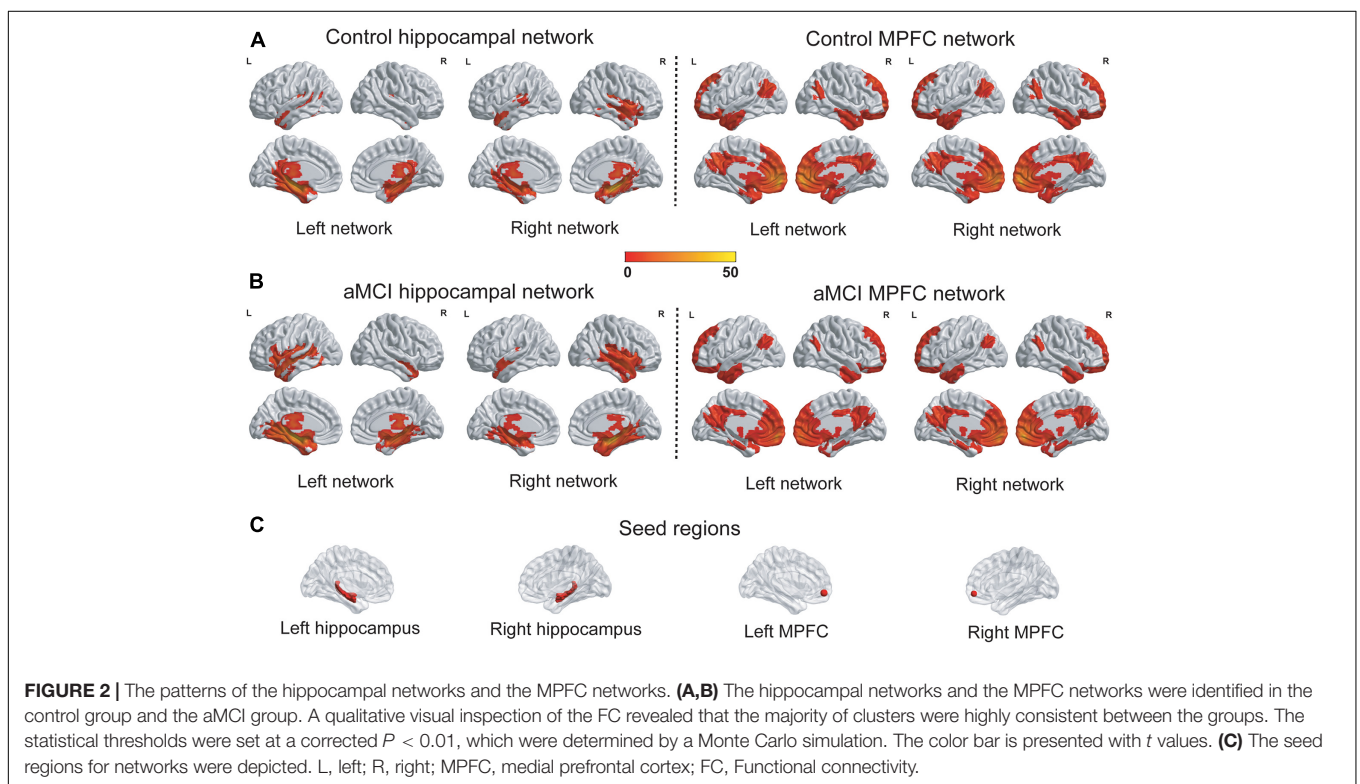 A
Control hippocampal network
Control MPFC network
L R L R L R L R
Left network
Right network
Left network
Right network
0 50
B
aMCI hippocampal network
aMCI MPFC network
L R L R L R L R
Left network
Right network
Left network
Right network
C
Seed regions
Left hippocampus
Right hippocampus
Left MPFC
Right MPFC
FIGURE 2 | The patterns of the hippocampal networks and the MPFC networks. (A,B) The hippocampal networks and the MPFC networks were identified in the
control group and the aMCI group. A qualitative visual inspection of the FC revealed that the majority of clusters were highly consistent between the groups. The
statistical thresholds were set at a corrected P < 0.01, which were determined by a Monte Carlo simulation. The color bar is presented with t values. (C) The seed
regions for networks were depicted. L, left; R, right; MPFC, medial prefrontal cortex; FC, Functional connectivity.